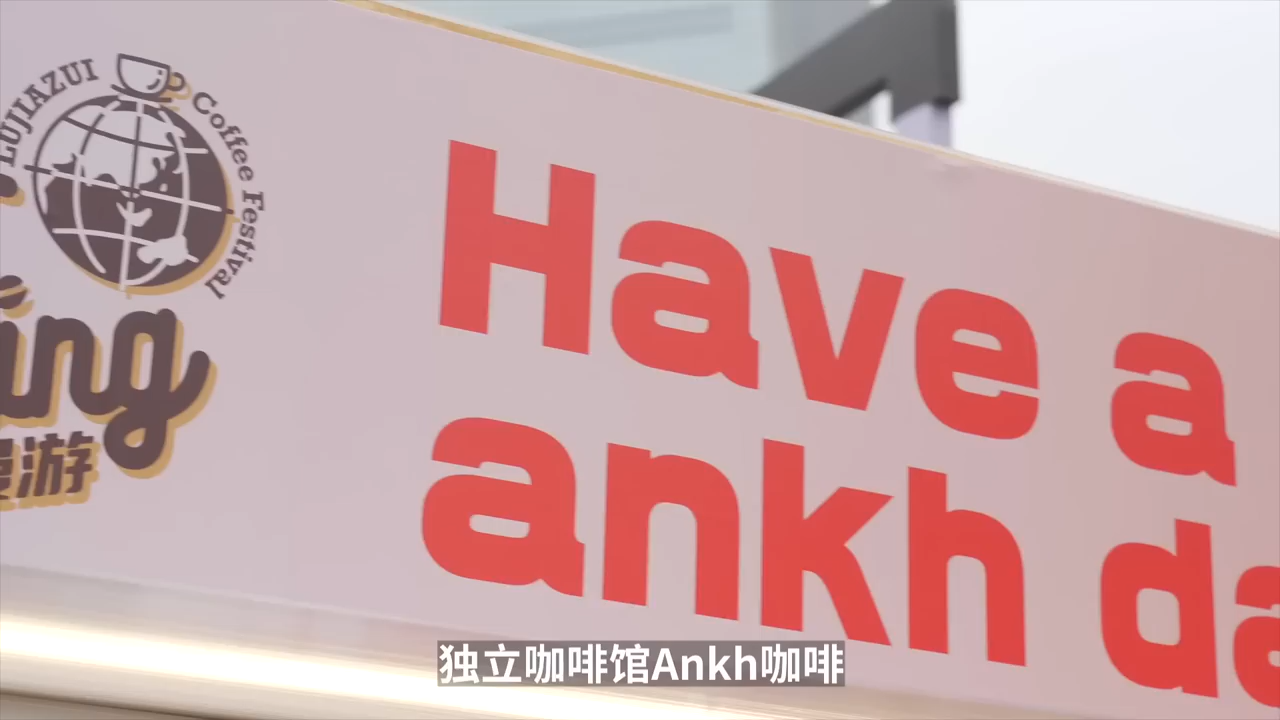 LUJIAZUI Coffee Festival
ing
漫游
Have a
ankh da
独立咖啡馆Ankh咖啡